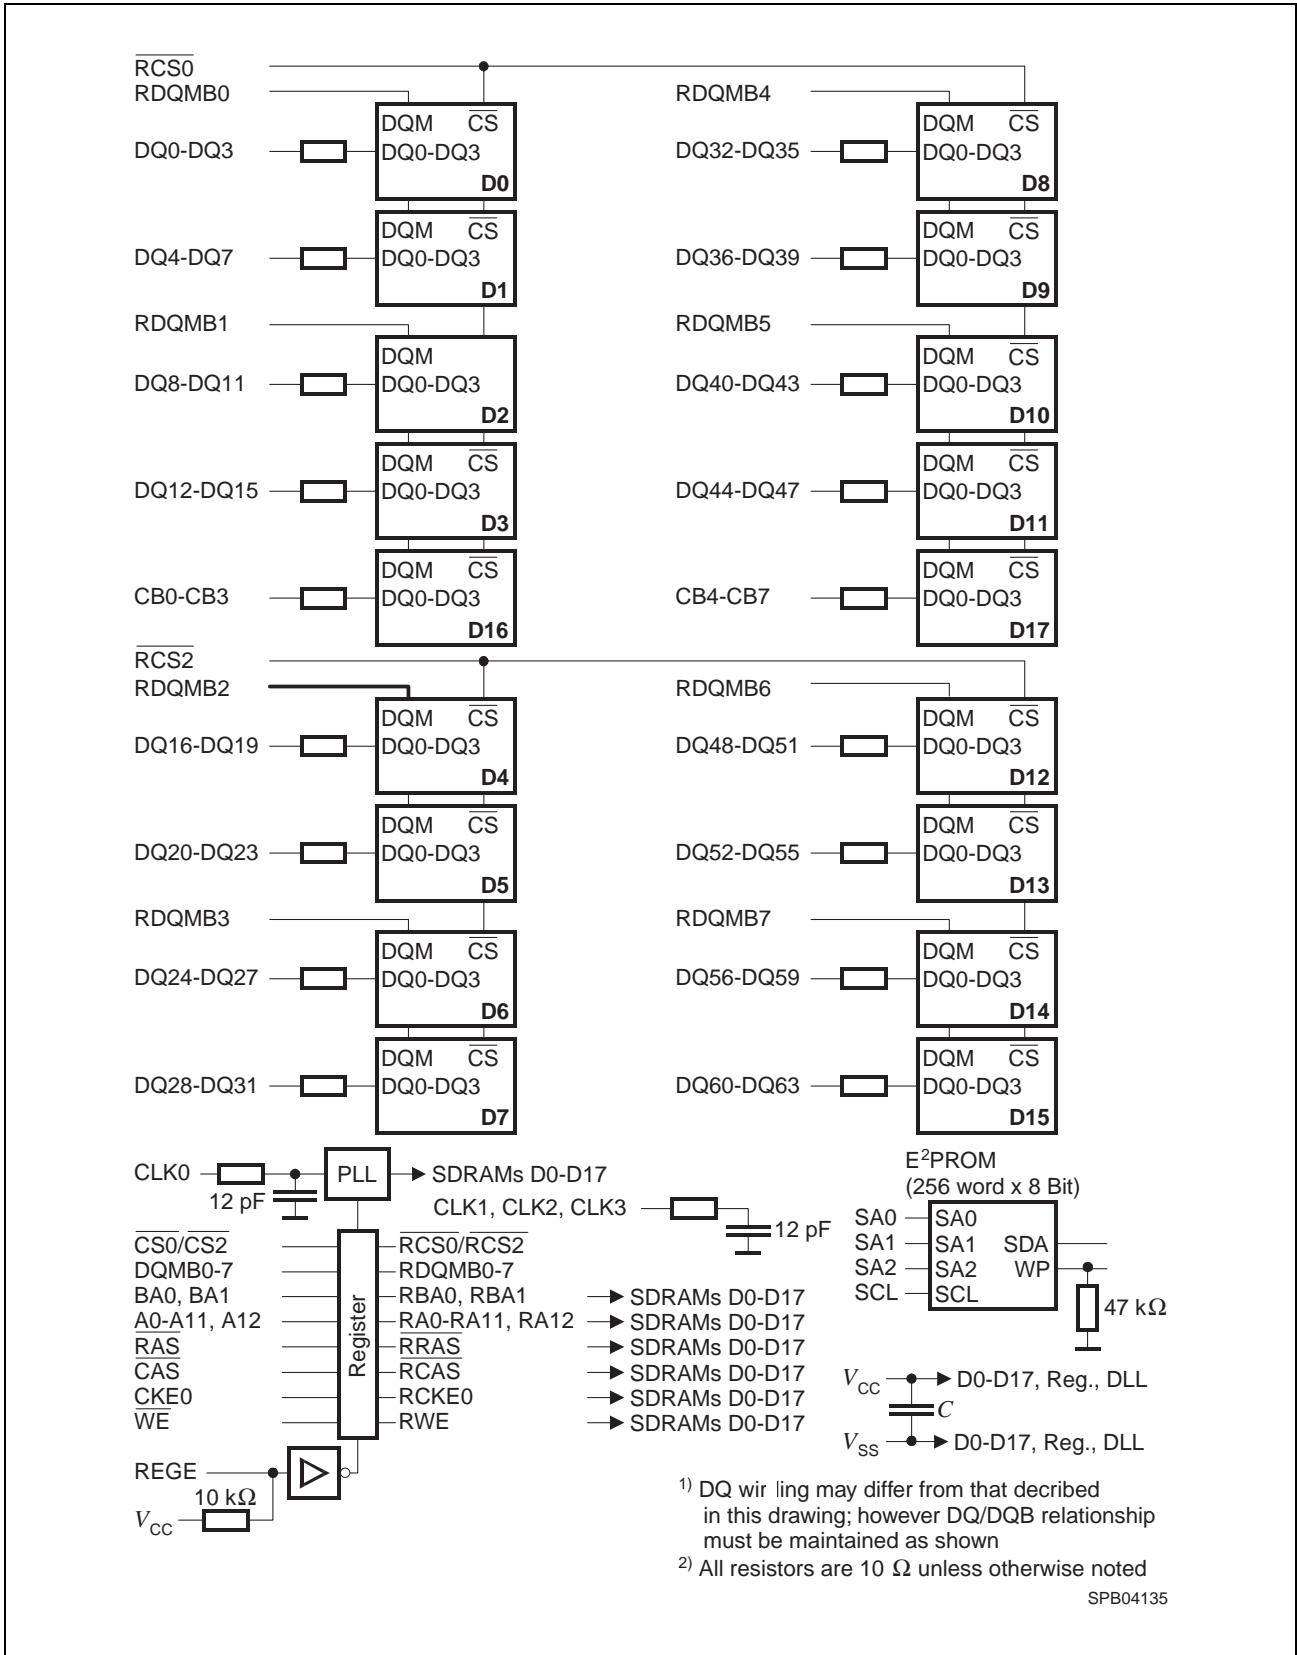 RCS0
RDQMB0
DQM CS
DQ0-DQ3
DQ0-DQ3
D0
DQM CS
DQ4-DQ7
DQ0-DQ3
D1
RDQMB1
DQM
DQ8-DQ11
DQ0-DQ3
D2
DQM CS
DQ12-DQ15
DQ0-DQ3
D3
DQM CS
CB0-CB3
DQ0-DQ3
D16
RDQMB4
DQM CS
DQ32-DQ35
DQ0-DQ3
D8
DQM CS
DQ36-DQ39
DQ0-DQ3
D9
RDQMB5
DQM CS
DQ40-DQ43
DQ0-DQ3
D10
DQM CS
DQ44-DQ47
DQ0-DQ3
D11
DQM CS
CB4-CB7
DQ0-DQ3
D17
RCS2
RDQMB2
DQM CS
DQ16-DQ19
DQ0-DQ3
D4
DQM CS
DQ20-DQ23
DQ0-DQ3
D5
RDQMB3
DQM CS
DQ24-DQ27
DQ0-DQ3
D6
DQM CS
DQ28-DQ31
DQ0-DQ3
D7
RDQMB6
DQM CS
DQ48-DQ51
DQ0-DQ3
D12
DQM CS
DQ52-DQ55
DQ0-DQ3
D13
RDQMB7
DQM CS
DQ56-DQ59
DQ0-DQ3
D14
DQM CS
DQ60-DQ63
DQ0-DQ3
D15
CLK0
PLL
SDRAMs D0-D17
12 pF
CLK1, CLK2, CLK3
12 pF
CS0/CS2
RCS0/RCS2
DQMB0-7
RDQMB0-7
BA0, BA1
RBA0, RBA1
SDRAMs D0-D17
A0-A11, A12
RA0-RA11, RA12
SDRAMs D0-D17
RAS
RRAS
SDRAMs D0-D17
CAS
RCAS
SDRAMs D0-D17
CKE0
RCKE0
SDRAMs D0-D17
WE
RWE
SDRAMs D0-D17
Register
REGE
10 kΩ
VCC
E²PROM
(256 word x 8 Bit)
SA0
SA0
SA1
SA1
SDA
SA2
SA2
WP
SCL
SCL
47 kΩ
VCC
D0-D17, Reg., DLL
C
VSS
D0-D17, Reg., DLL
1) DQ wir ling may differ from that decribed
in this drawing; however DQ/DQB relationship
must be maintained as shown
2) All resistors are 10 Ω unless otherwise noted
SPB04135